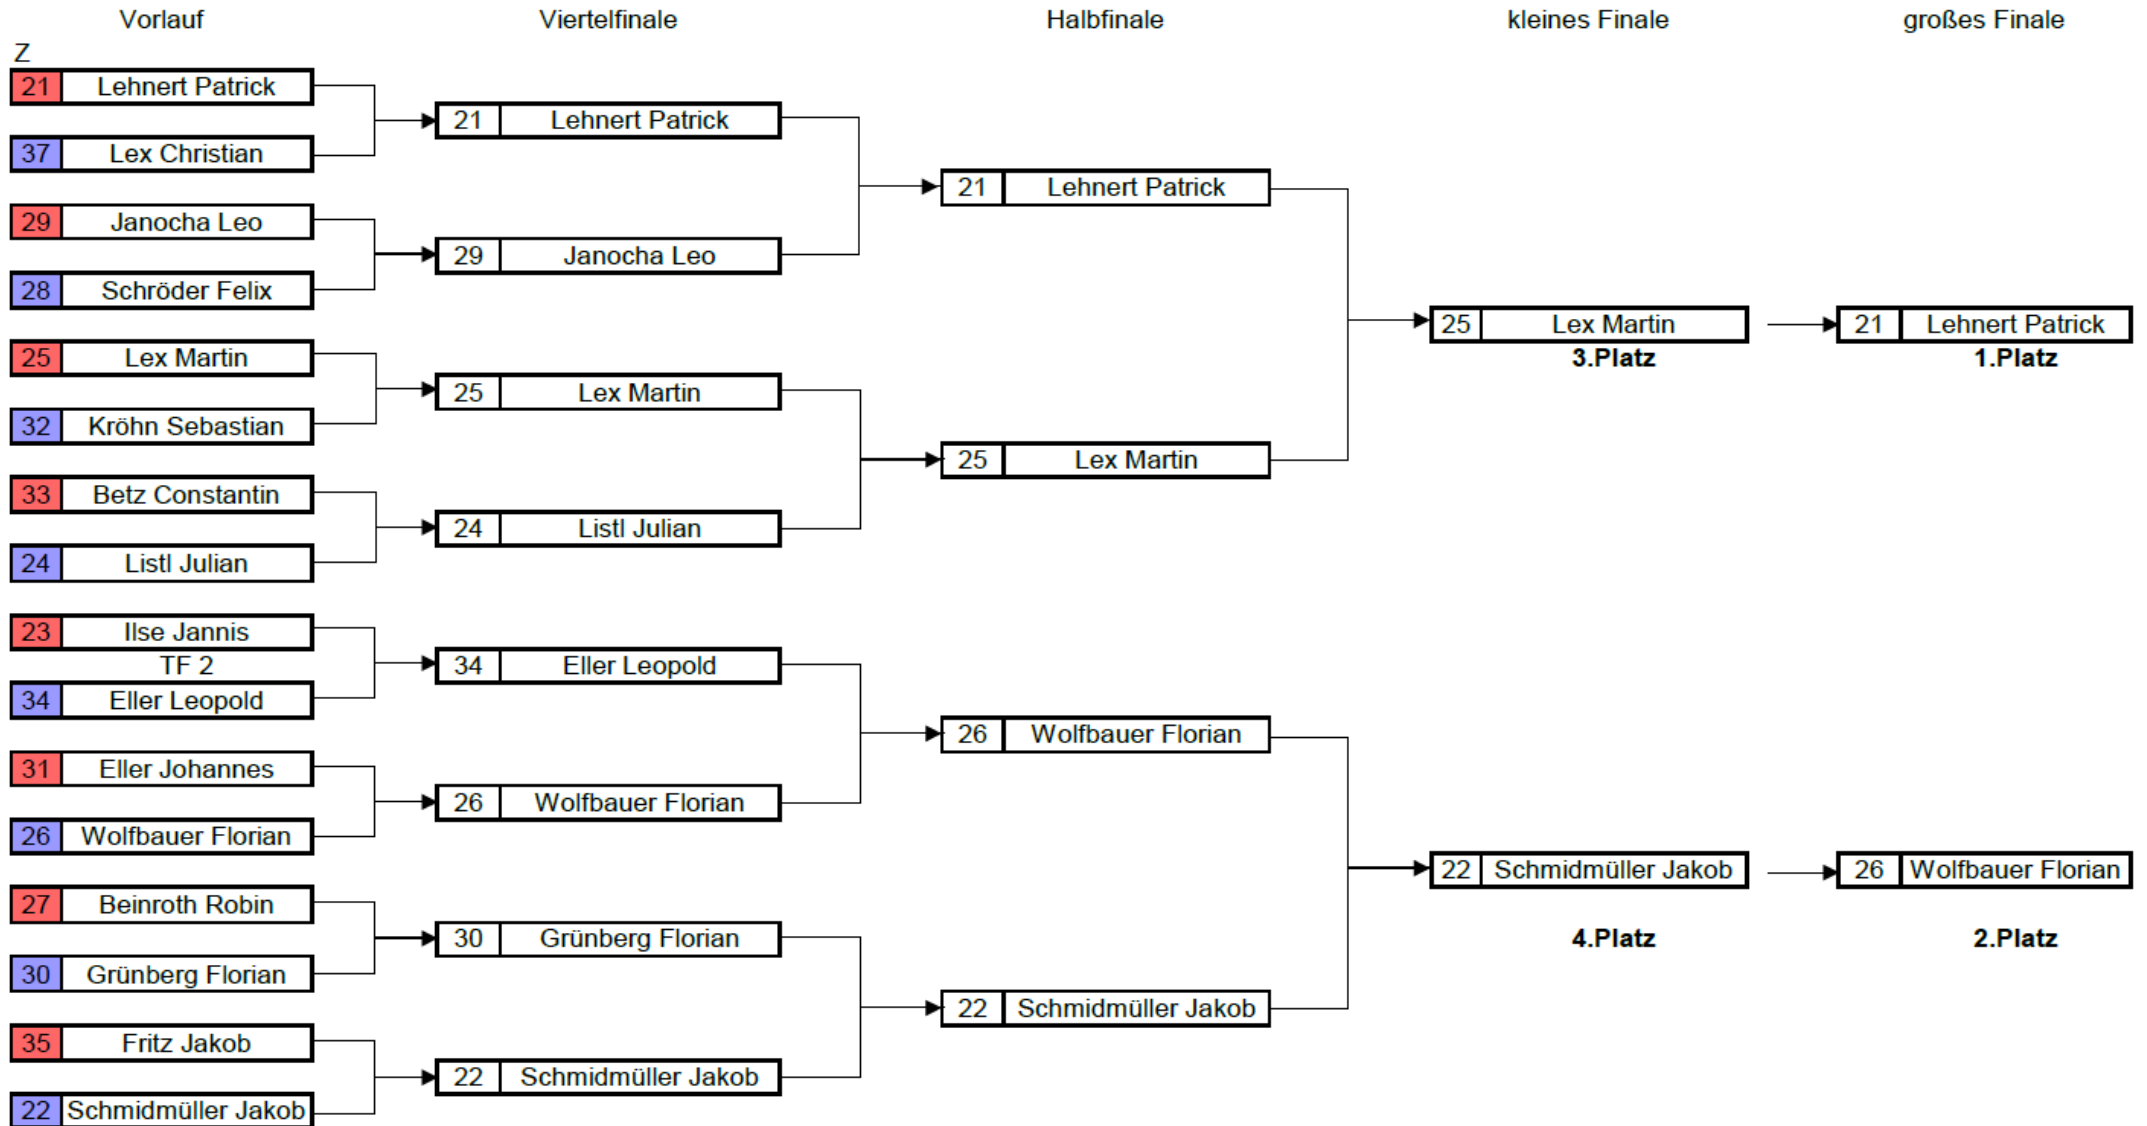 Vorlauf
Viertelfinale
Halbfinale
kleines Finale
großes Finale
Z
21 Lehnert Patrick
37 Lex Christian
29 Janocha Leo
28 Schröder Felix
25 Lex Martin
32 Kröhn Sebastian
33 Betz Constantin
24 Listl Julian
23 Ilse Jannis
TF 2
34 Eller Leopold
31 Eller Johannes
26 Wolfbauer Florian
27 Beinroth Robin
30 Grünberg Florian
35 Fritz Jakob
22 Schmidmüller Jakob
21 Lehnert Patrick
29 Janocha Leo
25 Lex Martin
24 Listl Julian
34 Eller Leopold
26 Wolfbauer Florian
30 Grünberg Florian
22 Schmidmüller Jakob
21 Lehnert Patrick
25 Lex Martin
26 Wolfbauer Florian
22 Schmidmüller Jakob
25 Lex Martin
3.Platz
22 Schmidmüller Jakob
4.Platz
21 Lehnert Patrick
1.Platz
26 Wolfbauer Florian
2.Platz